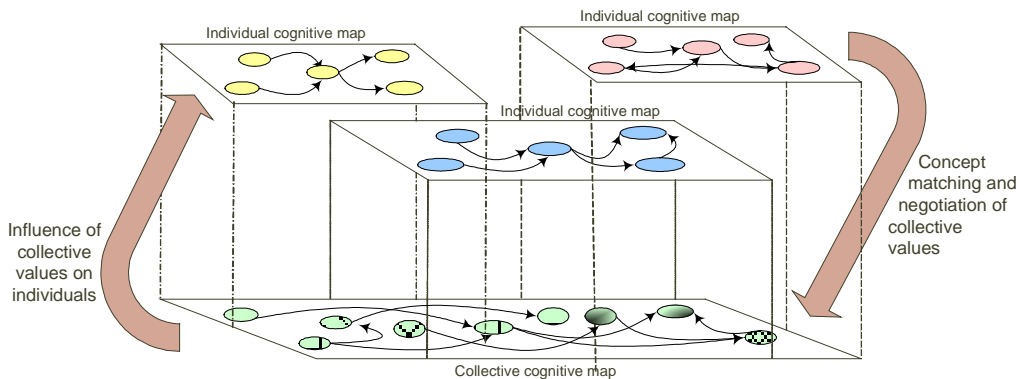 Individual cognitive map
Individual cognitive map
Individual cognitive map
Concept
matching and
negotiation of
collective
values
Influence of
collective
values on
individuals
Collective cognitive map